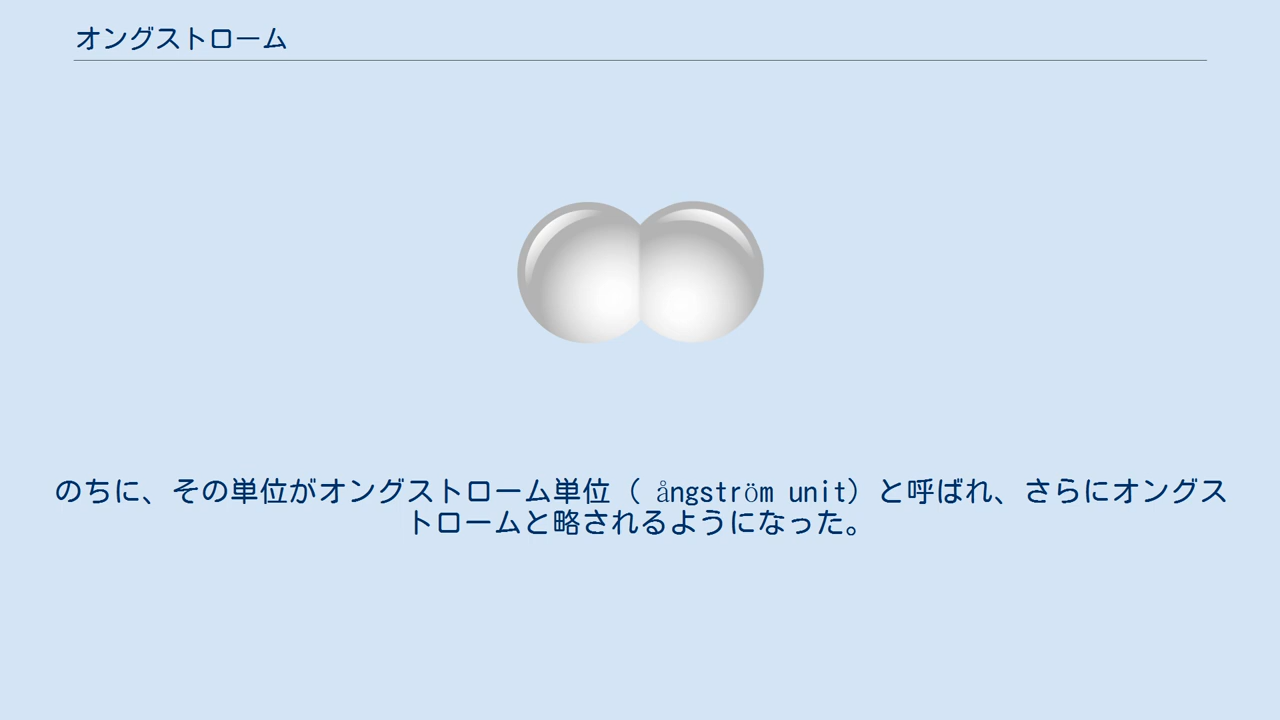 オングストローム
のちに、その単位がオングストローム単位（ ångström unit）と呼ばれ、さらにオングス
トロームと略されるようになった。